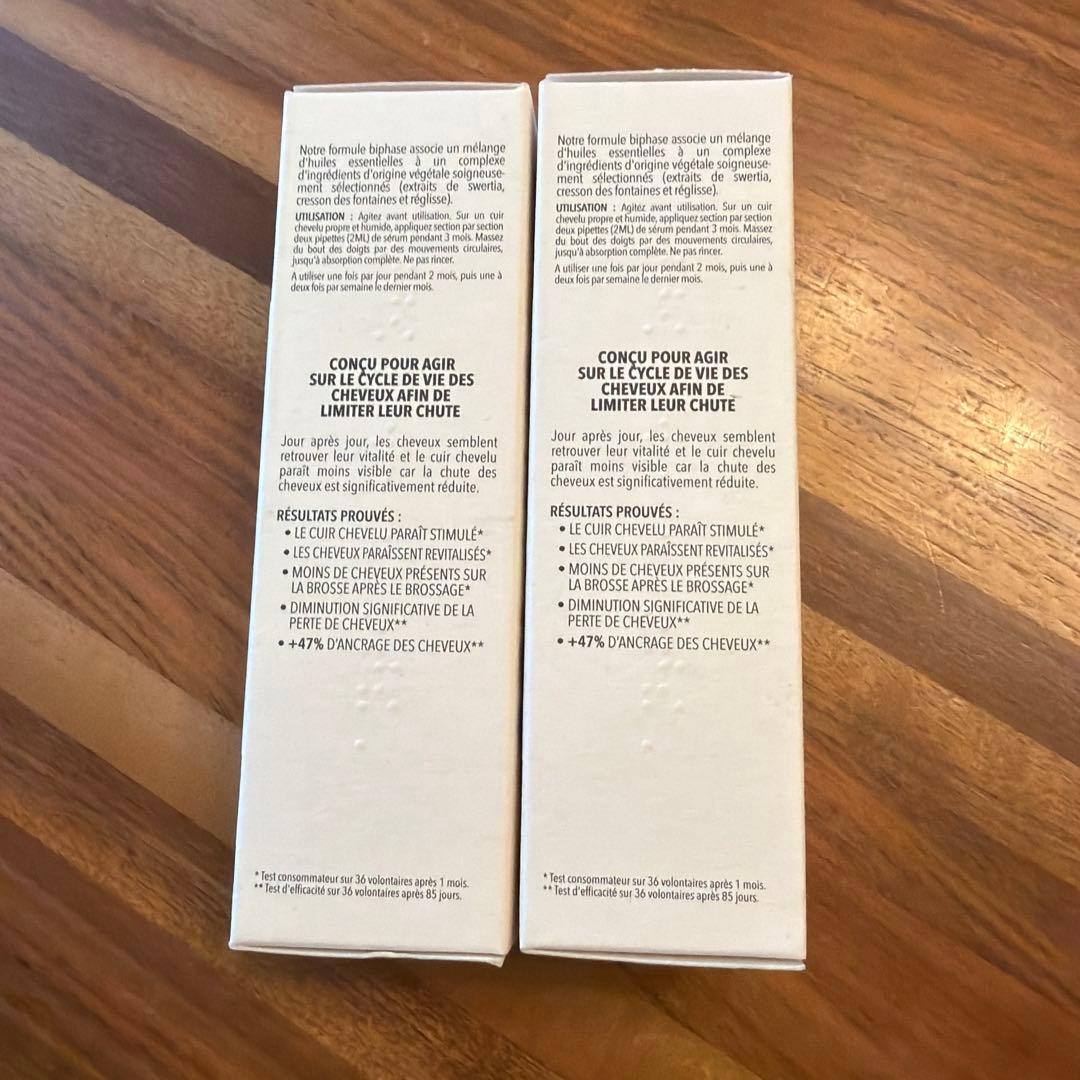 Notre formule biphase associe un mélange
d'huiles essentielles à un complexe
d'ingrédients d'origine végétale soigneuse-
ment sélectionnés (extraits de swertia,
cresson des fontaines et réglisse).
UTILISATION : Agitez avant utilisation. Sur un cuir
chevelu propre et humide, appliquez section par section
deux pipettes (2ML) de sérum pendant 3 mois. Massez
du bout des doigts par des mouvements circulaires,
jusqu'à absorption complète. Ne pas rincer.
A utiliser une fois par jour pendant 2 mois, puis une à
deux fois par semaine le dernier mois.
CONÇU POUR AGIR
SUR LE CYCLE DE VIE DES
CHEVEUX AFIN DE
LIMITER LEUR CHUTE
Jour après jour, les cheveux semblent
retrouver leur vitalité et le cuir chevelu
paraît moins visible car la chute des
cheveux est significativement réduite.
RÉSULTATS PROUVÉS :
• LE CUIR CHEVELU PARAÎT STIMULÉ*
• LES CHEVEUX PARAÎSSENT REVITALISÉS*
• MOINS DE CHEVEUX PRÉSENTS SUR
LA BROSSE APRÈS LE BROSSAGE*
• DIMINUTION SIGNIFICATIVE DE LA
PERTE DE CHEVEUX**
• +47% D'ANCRAGE DES CHEVEUX**
* Test consommateur sur 36 volontaires après 1 mois.
** Test d'efficacité sur 36 volontaires après 85 jours.
Notre formule biphase associe un mélange
d'huiles essentielles à un complexe
d'ingrédients d'origine végétale soigneuse-
ment sélectionnés (extraits de swertia,
cresson des fontaines et réglisse).
UTILISATION : Agitez avant utilisation. Sur un cuir
chevelu propre et humide, appliquez section par section
deux pipettes (2ML) de sérum pendant 3 mois. Massez
du bout des doigts par des mouvements circulaires,
jusqu'à absorption complète. Ne pas rincer.
A utiliser une fois par jour pendant 2 mois, puis une à
deux fois par semaine le dernier mois.
CONÇU POUR AGIR
SUR LE CYCLE DE VIE DES
CHEVEUX AFIN DE
LIMITER LEUR CHUTE
Jour après jour, les cheveux semblent
retrouver leur vitalité et le cuir chevelu
paraît moins visible car la chute des
cheveux est significativement réduite.
RÉSULTATS PROUVÉS :
• LE CUIR CHEVELU PARAÎT STIMULÉ*
• LES CHEVEUX PARAÎSSENT REVITALISÉS*
• MOINS DE CHEVEUX PRÉSENTS SUR
LA BROSSE APRÈS LE BROSSAGE*
• DIMINUTION SIGNIFICATIVE DE LA
PERTE DE CHEVEUX**
• +47% D'ANCRAGE DES CHEVEUX**
* Test consommateur sur 36 volontaires après 1 mois.
** Test d'efficacité sur 36 volontaires après 85 jours.